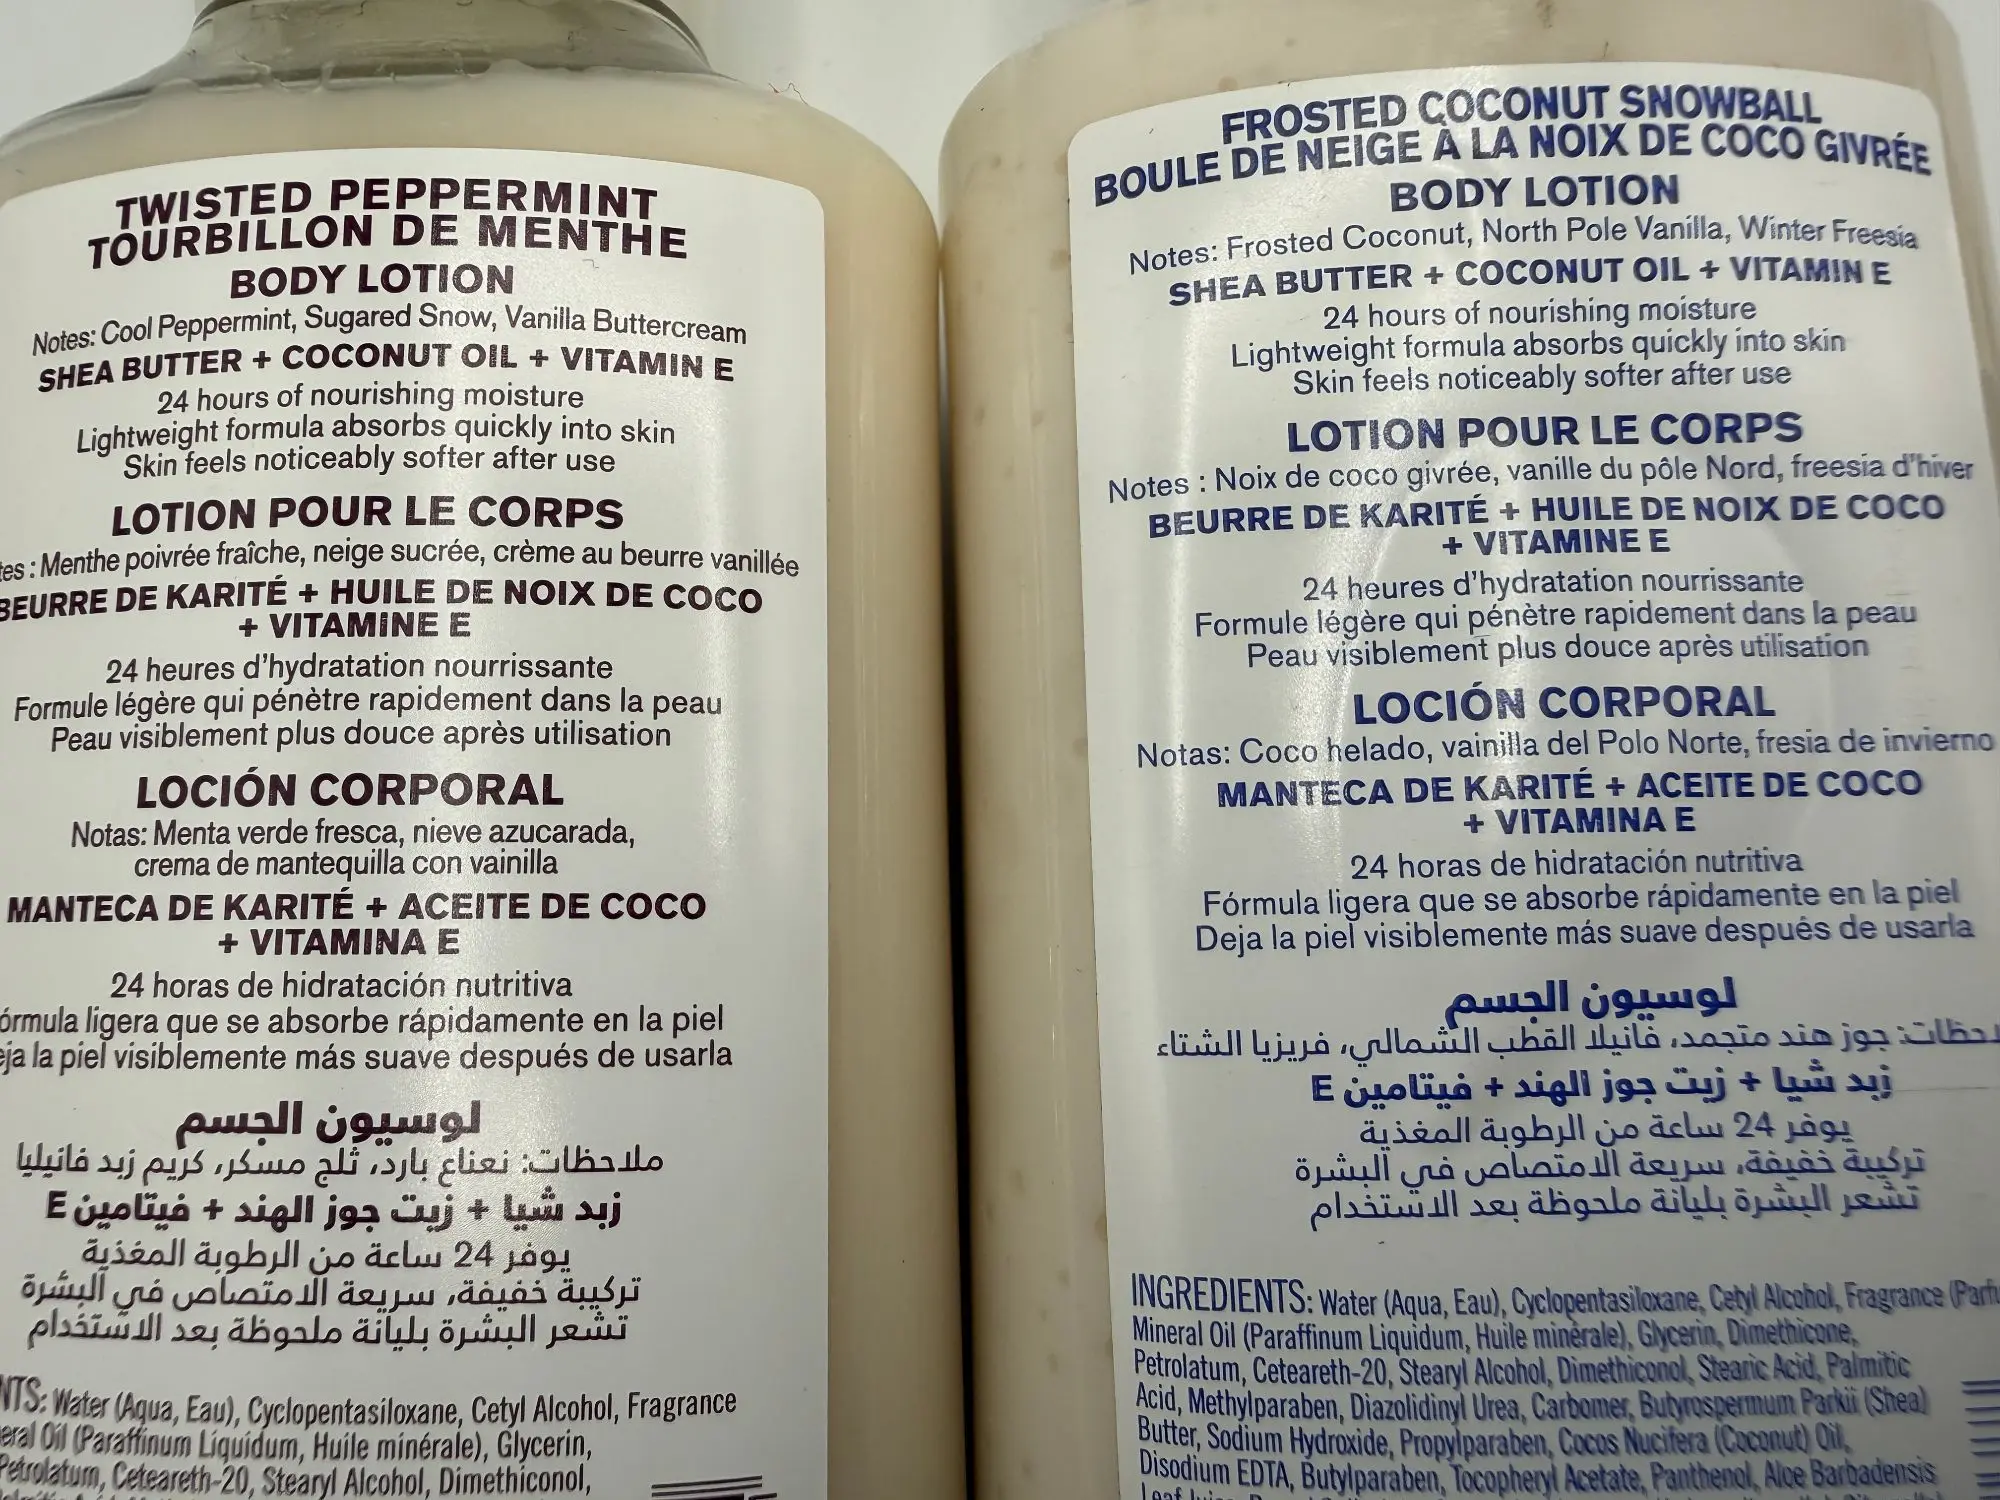 TWISTED PEPPERMINT
TOURBILLON DE MENTHE
BODY LOTION
Notes: Cool Peppermint, Sugared Snow, Vanilla Buttercream
SHEA BUTTER + COCONUT OIL + VITAMIN E
24 hours of nourishing moisture
Lightweight formula absorbs quickly into skin
Skin feels noticeably softer after use
LOTION POUR LE CORPS
tes : Menthe poivrée fraîche, neige sucrée, crème au beurre vanillée
BEURRE DE KARITÉ + HUILE DE NOIX DE COCO
+ VITAMINE E
24 heures d'hydratation nourrissante
Formule légère qui pénètre rapidement dans la peau
Peau visiblement plus douce après utilisation
LOCIÓN CORPORAL
Notas: Menta verde fresca, nieve azucarada,
crema de mantequilla con vainilla
MANTECA DE KARITÉ + ACEITE DE COCO
+ VITAMINA E
24 horas de hidratación nutritiva
órmula ligera que se absorbe rápidamente en la piel
eja la piel visiblemente más suave después de usarla
لوسيون الجسم
ملاحظات: نعناع بارد، ثلج مسكر، كريم زبد فانيليا
زبد شيا + زيت جوز الهند + فيتامين E
يوفر 24 ساعة من الرطوبة المغذية
تركيبة خفيفة، سريعة الامتصاص في البشرة
تشعر البشرة بليانة ملحوظة بعد الاستخدام
NTS: Water (Aqua, Eau), Cyclopentasiloxane, Cetyl Alcohol, Fragrance
eral Oil (Paraffinum Liquidum, Huile minérale), Glycerin,
Petrolatum, Ceteareth-20, Stearyl Alcohol, Dimethiconol,
FROSTED COCONUT SNOWBALL
BOULE DE NEIGE À LA NOIX DE COCO GIVRÉE
BODY LOTION
Notes: Frosted Coconut, North Pole Vanilla, Winter Freesia
SHEA BUTTER + COCONUT OIL + VITAMIN E
24 hours of nourishing moisture
Lightweight formula absorbs quickly into skin
Skin feels noticeably softer after use
LOTION POUR LE CORPS
Notes : Noix de coco givrée, vanille du pôle Nord, freesia d'hiver
BEURRE DE KARITÉ + HUILE DE NOIX DE COCO
+ VITAMINE E
24 heures d'hydratation nourrissante
Formule légère qui pénètre rapidement dans la peau
Peau visiblement plus douce après utilisation
LOCIÓN CORPORAL
Notas: Coco helado, vainilla del Polo Norte, fresia de invierno
MANTECA DE KARITÉ + ACEITE DE COCO
+ VITAMINA E
24 horas de hidratación nutritiva
Fórmula ligera que se absorbe rápidamente en la piel
Deja la piel visiblemente más suave después de usarla
لوسيون الجسم
لاحظات: جوز هند متجمد، فانيلا القطب الشمالي، فريزيا الشتاء
زبد شيا + زيت جوز الهند + فيتامين E
يوفر 24 ساعة من الرطوبة المغذية
تركيبة خفيفة، سريعة الامتصاص في البشرة
تشعر البشرة بليانة ملحوظة بعد الاستخدام
INGREDIENTS: Water (Aqua, Eau), Cyclopentasiloxane, Cetyl Alcohol, Fragrance (Parfu
Mineral Oil (Paraffinum Liquidum, Huile minérale), Glycerin, Dimethicone,
Petrolatum, Ceteareth-20, Stearyl Alcohol, Dimethiconol, Stearic Acid, Palmitic
Acid, Methylparaben, Diazolidinyl Urea, Carbomer, Butyrospermum Parkii (Shea)
Butter, Sodium Hydroxide, Propylparaben, Cocos Nucifera (Coconut) Oil,
Disodium EDTA, Butylparaben, Tocopheryl Acetate, Panthenol, Aloe Barbadensis